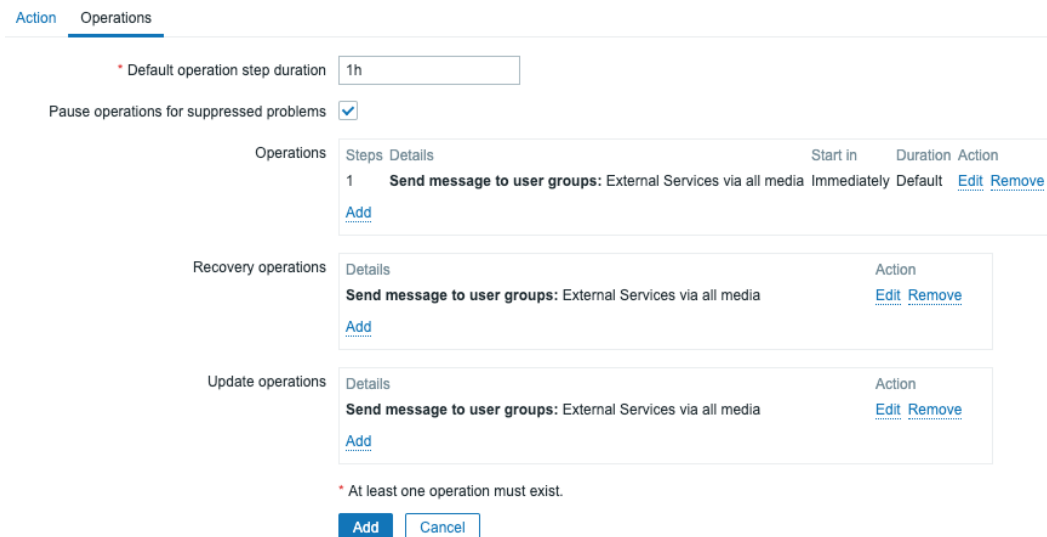 Action Operations
* Default operation step duration 1h
Pause operations for suppressed problems
Operations Steps Details Start in Duration Action
1 Send message to user groups: External Services via all media Immediately Default Edit Remove
Add
Recovery operations Details Action
Send message to user groups: External Services via all media Edit Remove
Add
Update operations Details Action
Send message to user groups: External Services via all media Edit Remove
Add
* At least one operation must exist.
Add Cancel